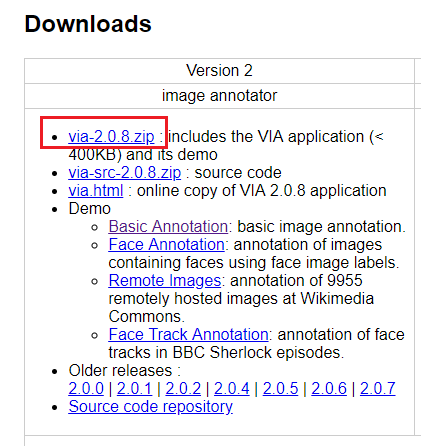 Downloads
Version 2
image annotator
via-2.0.8.zip : includes the VIA application (<
400KB) and its demo
via-src-2.0.8.zip : source code
via.html : online copy of VIA 2.0.8 application
Demo
Basic Annotation: basic image annotation.
Face Annotation: annotation of images
containing faces using face image labels.
Remote Images: annotation of 9955
remotely hosted images at Wikimedia
Commons.
Face Track Annotation: annotation of face
tracks in BBC Sherlock episodes.
Older releases :
2.0.0 | 2.0.1 | 2.0.2 | 2.0.4 | 2.0.5 | 2.0.6 | 2.0.7
Source code repository